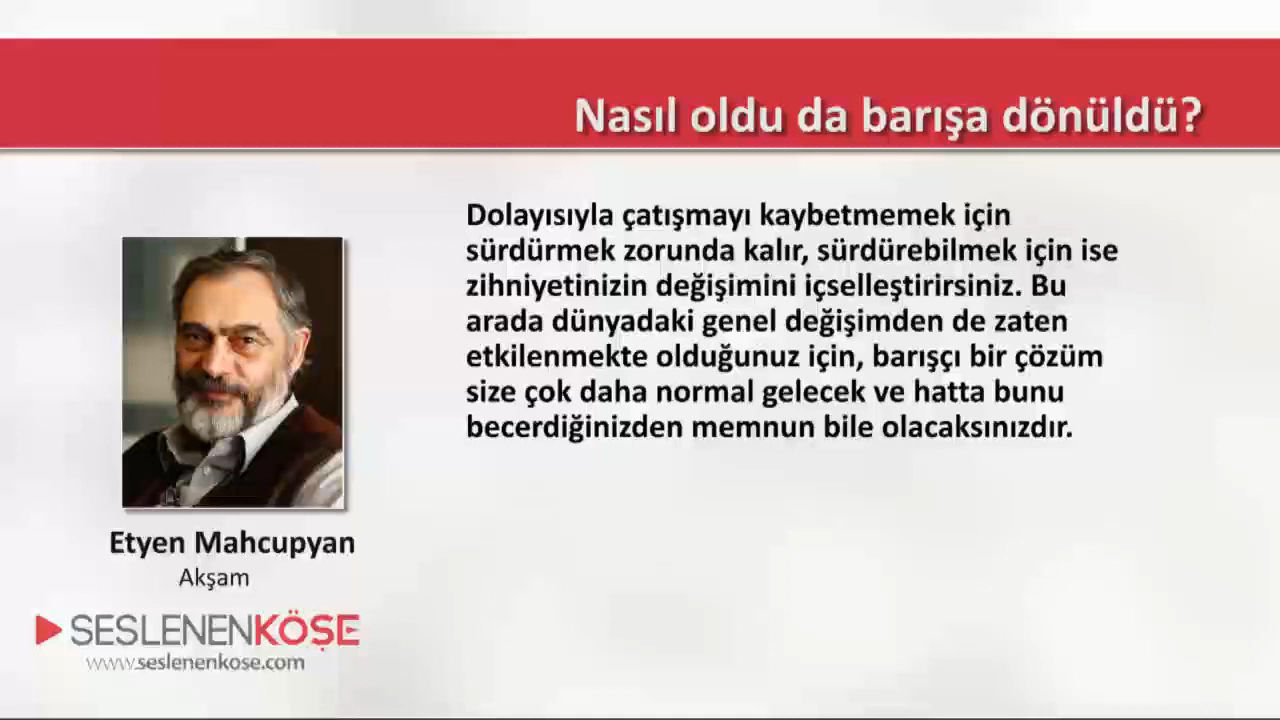 Nasıl oldu da barışa dönüldü?
Dolayısıyla çatışmayı kaybetmemek için
sürdürmek zorunda kalır, sürdürebilmek için ise
zihniyetinizin değişimini içselleştirirsiniz. Bu
arada dünyadaki genel değişimden de zaten
etkilenmekte olduğunuz için, barışçı bir çözüm
size çok daha normal gelecek ve hatta bunu
becerdiğinizden memnun bile olacaksınızdır.
Etyen Mahcupyan
Akşam
SESLENENKÖŞE
www.seslenenkose.com